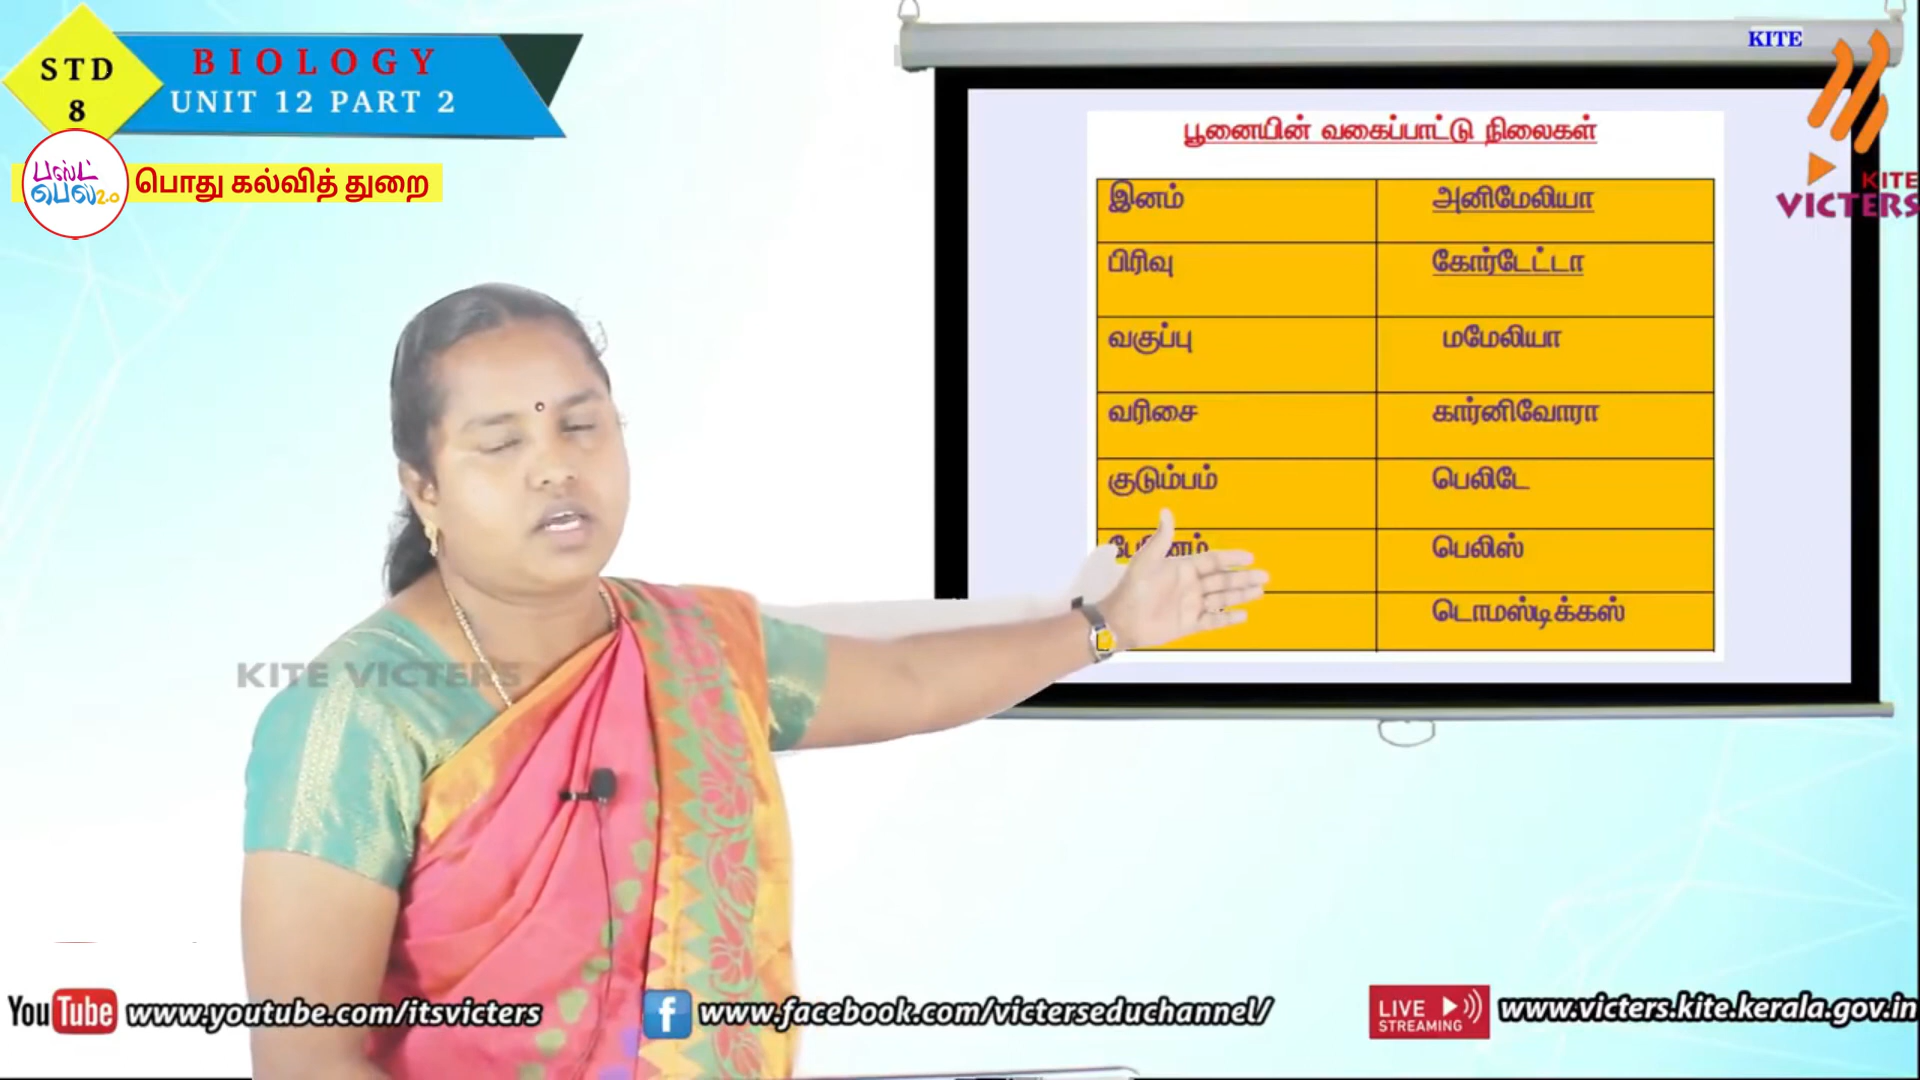 STD
8
BIOLOGY
UNIT 12 PART 2
பஸ்ட்
பெல் 2.0
பொது கல்வித் துறை
KITE
KITE
VICTERS
பூனையின் வகைப்பாட்டு நிலைகள்
இனம் அனிமேலியா
பிரிவு கோர்டேட்டா
வகுப்பு மமேலியா
வரிசை கார்னிவோரா
குடும்பம் பெலிடே
பெலிஸ்
டொமஸ்டிக்கஸ்
KITE VICTERS
You Tube www.youtube.com/itsvicters
f www.facebook.com/victerseduchannel/
LIVE
STREAMING
www.victers.kite.kerala.gov.in